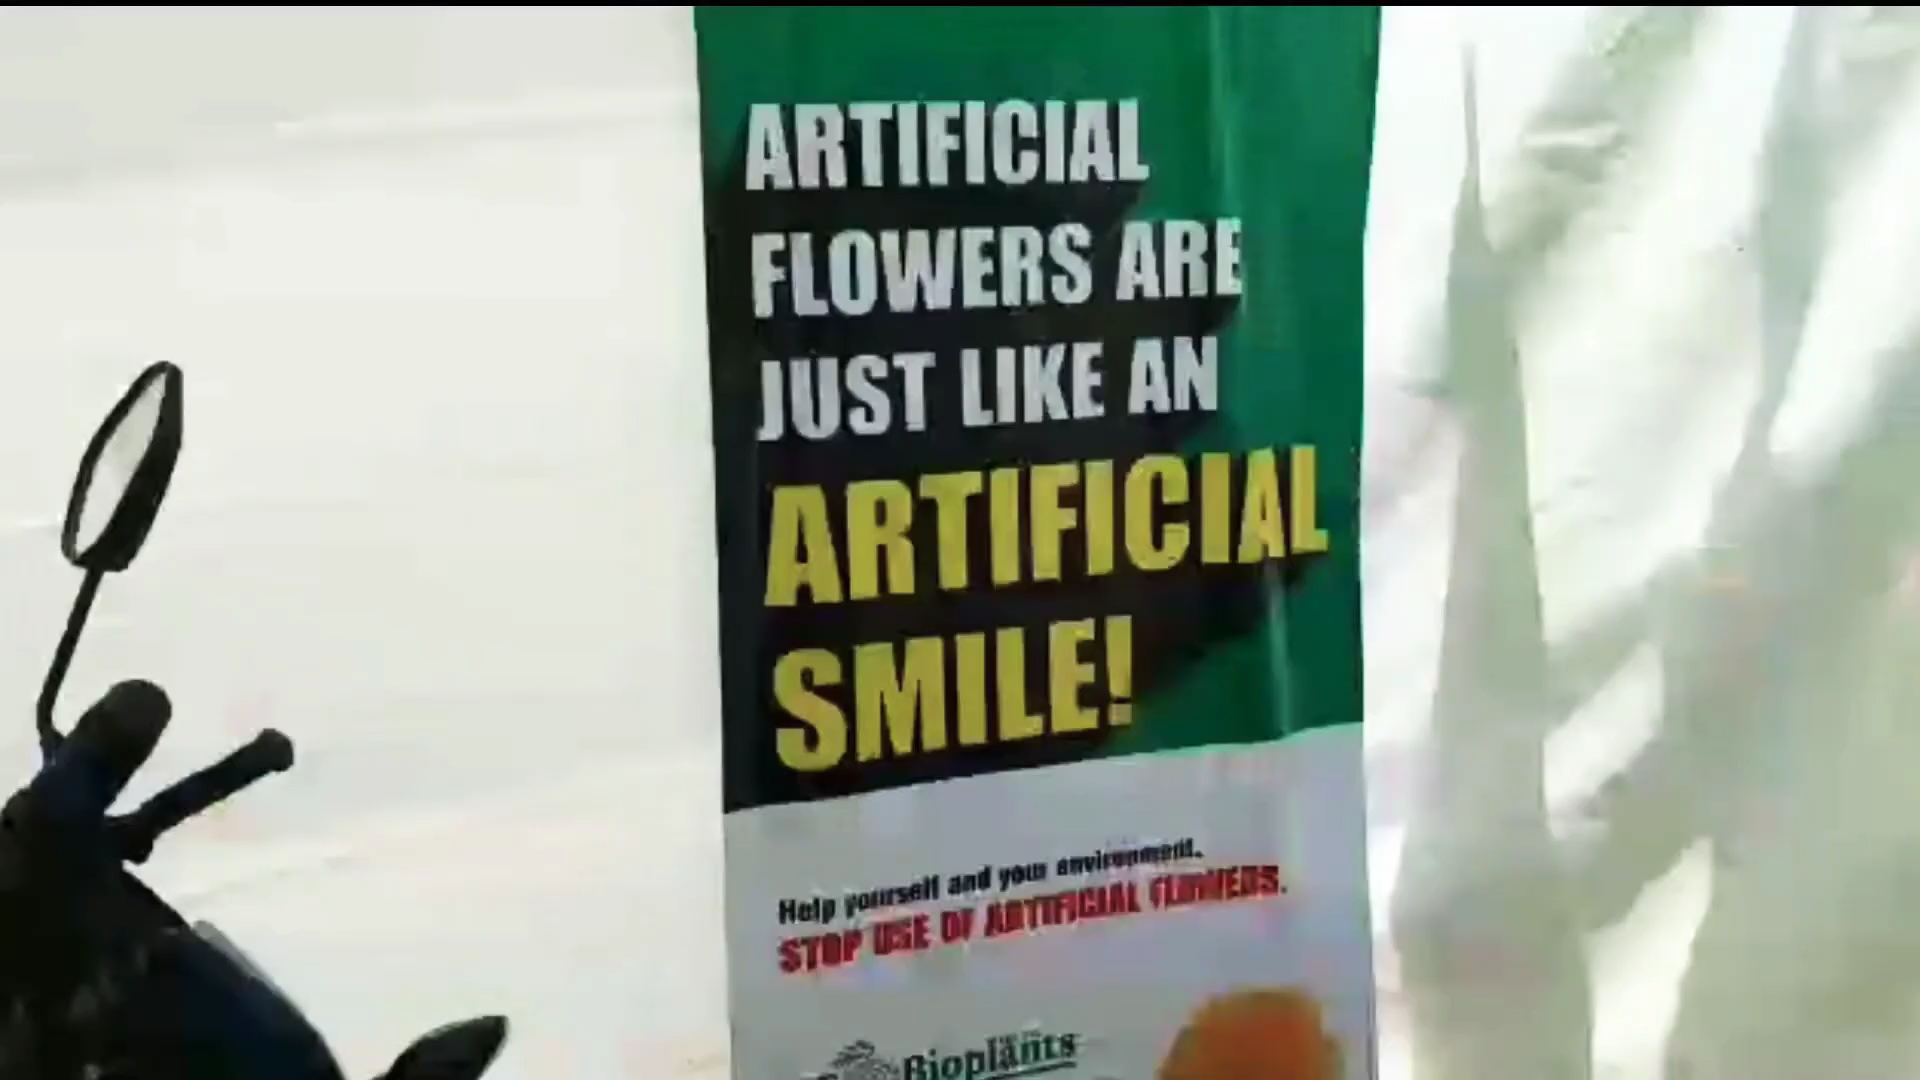 ARTIFICIAL
FLOWERS ARE
JUST LIKE AN
ARTIFICIAL
SMILE!
Help yourself and your environment.
STOP USE OF ARTIFICIAL FLOWERS.
Bioplants